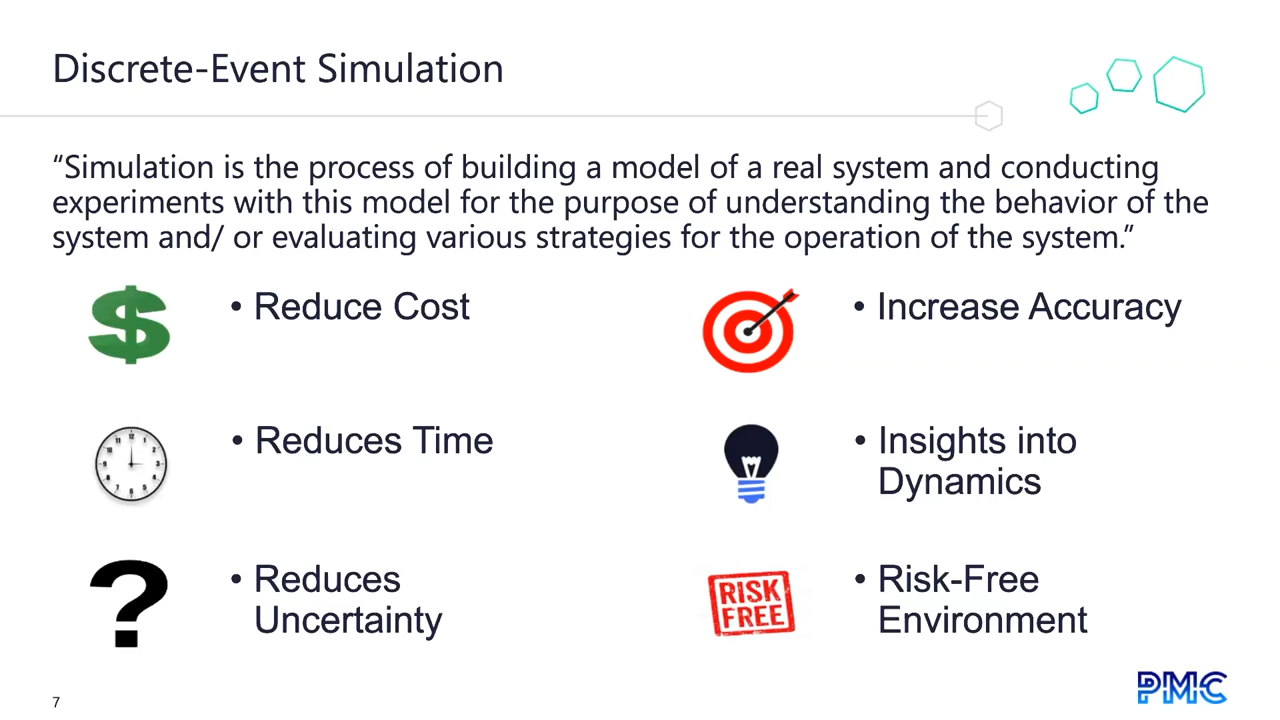 Discrete-Event Simulation
“Simulation is the process of building a model of a real system and conducting
experiments with this model for the purpose of understanding the behavior of the
system and/ or evaluating various strategies for the operation of the system.”
• Reduce Cost
• Increase Accuracy
• Reduces Time
• Insights into
Dynamics
?
• Reduces
Uncertainty
RISK
FREE
• Risk-Free
Environment
7
PMC